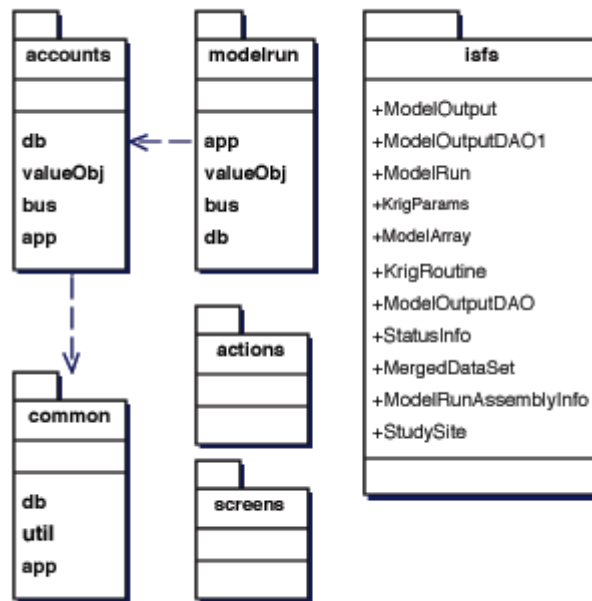 accounts
db
valueObj
bus
app
modelrun
app
valueObj
bus
db
isfs
+ModelOutput
+ModelOutputDAO1
+ModelRun
+KrigParams
+ModelArray
+KrigRoutine
+ModelOutputDAO
+StatusInfo
+MergedDataSet
+ModelRunAssemblyInfo
+StudySite
actions
common
db
util
app
screens